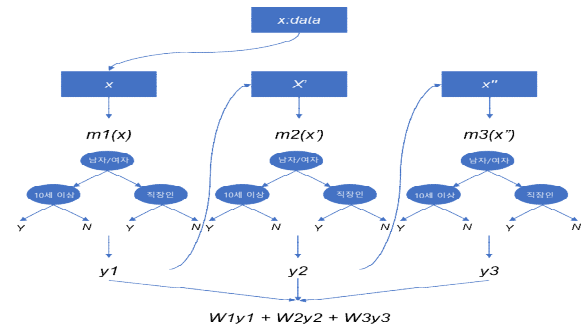 x:data
x X' x"
m1(x) m2(x') m3(x")
남자/여자 남자/여자 남자/여자
10세 이상 직장인 10세 이상 직장인 10세 이상 직장인
Y N Y N Y N Y N Y N Y N
y1 y2 y3
W1y1 + W2y2 + W3y3